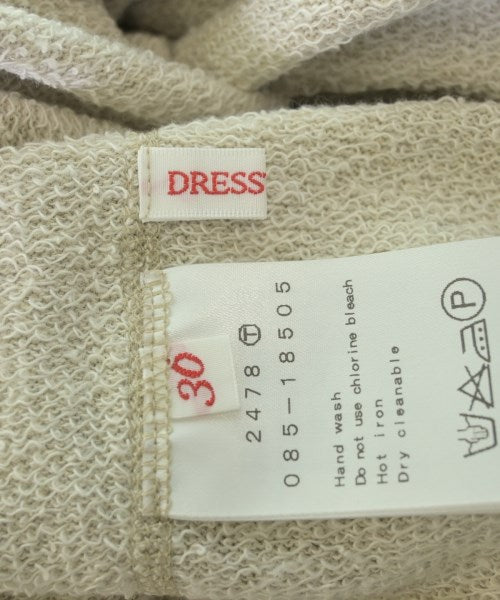 DRESS'
30
2478 Ⓣ
085-18505
Hand wash
Do not use chlorine bleach
Hot iron
Dry cleanable
P